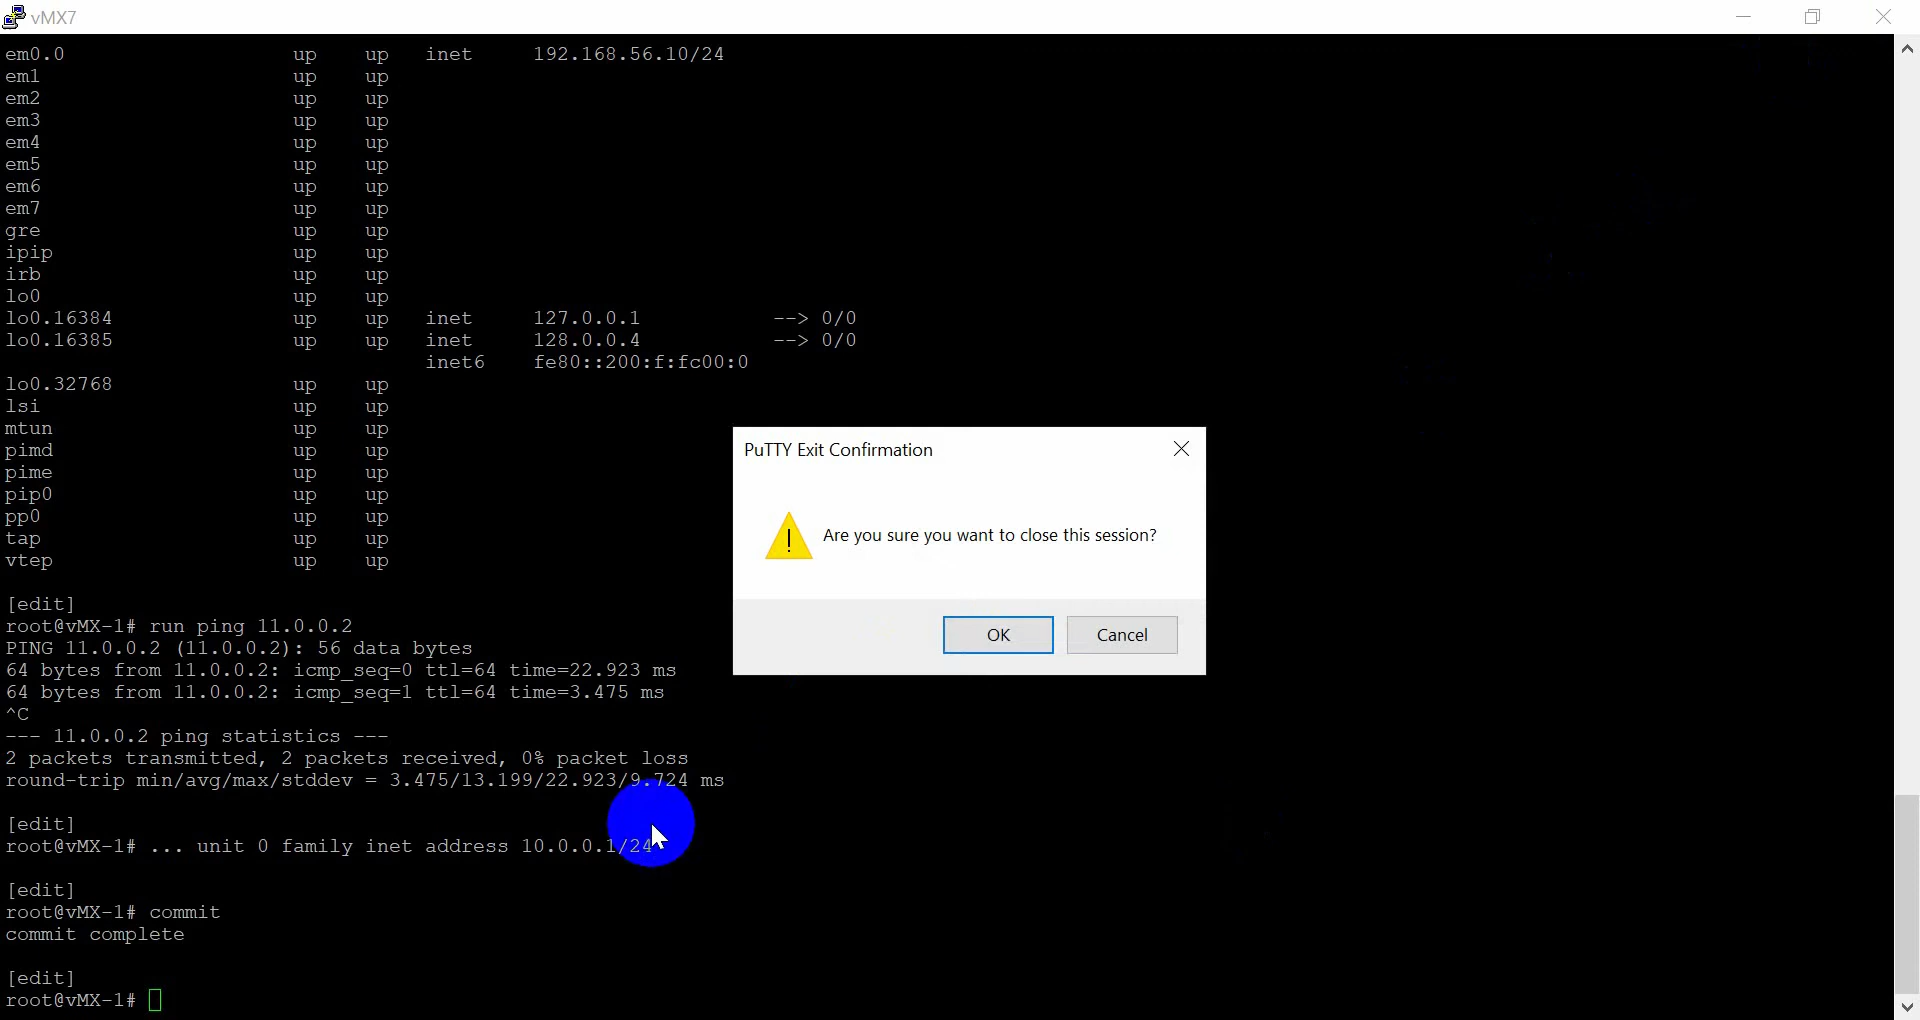 vMX7
em0.0 up up inet 192.168.56.10/24
em1 up up
em2 up up
em3 up up
em4 up up
em5 up up
em6 up up
em7 up up
gre up up
ipip up up
irb up up
lo0 up up
lo0.16384 up up inet 127.0.0.1 --> 0/0
lo0.16385 up up inet 128.0.0.4 --> 0/0
inet6 fe80::200:f:fc00:0
lo0.32768 up up
lsi up up
mtun up up
pimd up up
pime up up
pip0 up up
pp0 up up
tap up up
vtep up up
[edit]
root@vMX-1# run ping 11.0.0.2
PING 11.0.0.2 (11.0.0.2): 56 data bytes
64 bytes from 11.0.0.2: icmp_seq=0 ttl=64 time=22.923 ms
64 bytes from 11.0.0.2: icmp_seq=1 ttl=64 time=3.475 ms
^C
--- 11.0.0.2 ping statistics ---
2 packets transmitted, 2 packets received, 0% packet loss
round-trip min/avg/max/stddev = 3.475/13.199/22.923/9.724 ms
[edit]
root@vMX-1# ... unit 0 family inet address 10.0.0.1/24
[edit]
root@vMX-1# commit
commit complete
[edit]
root@vMX-1#
PuTTY Exit Confirmation
Are you sure you want to close this session?
OK
Cancel